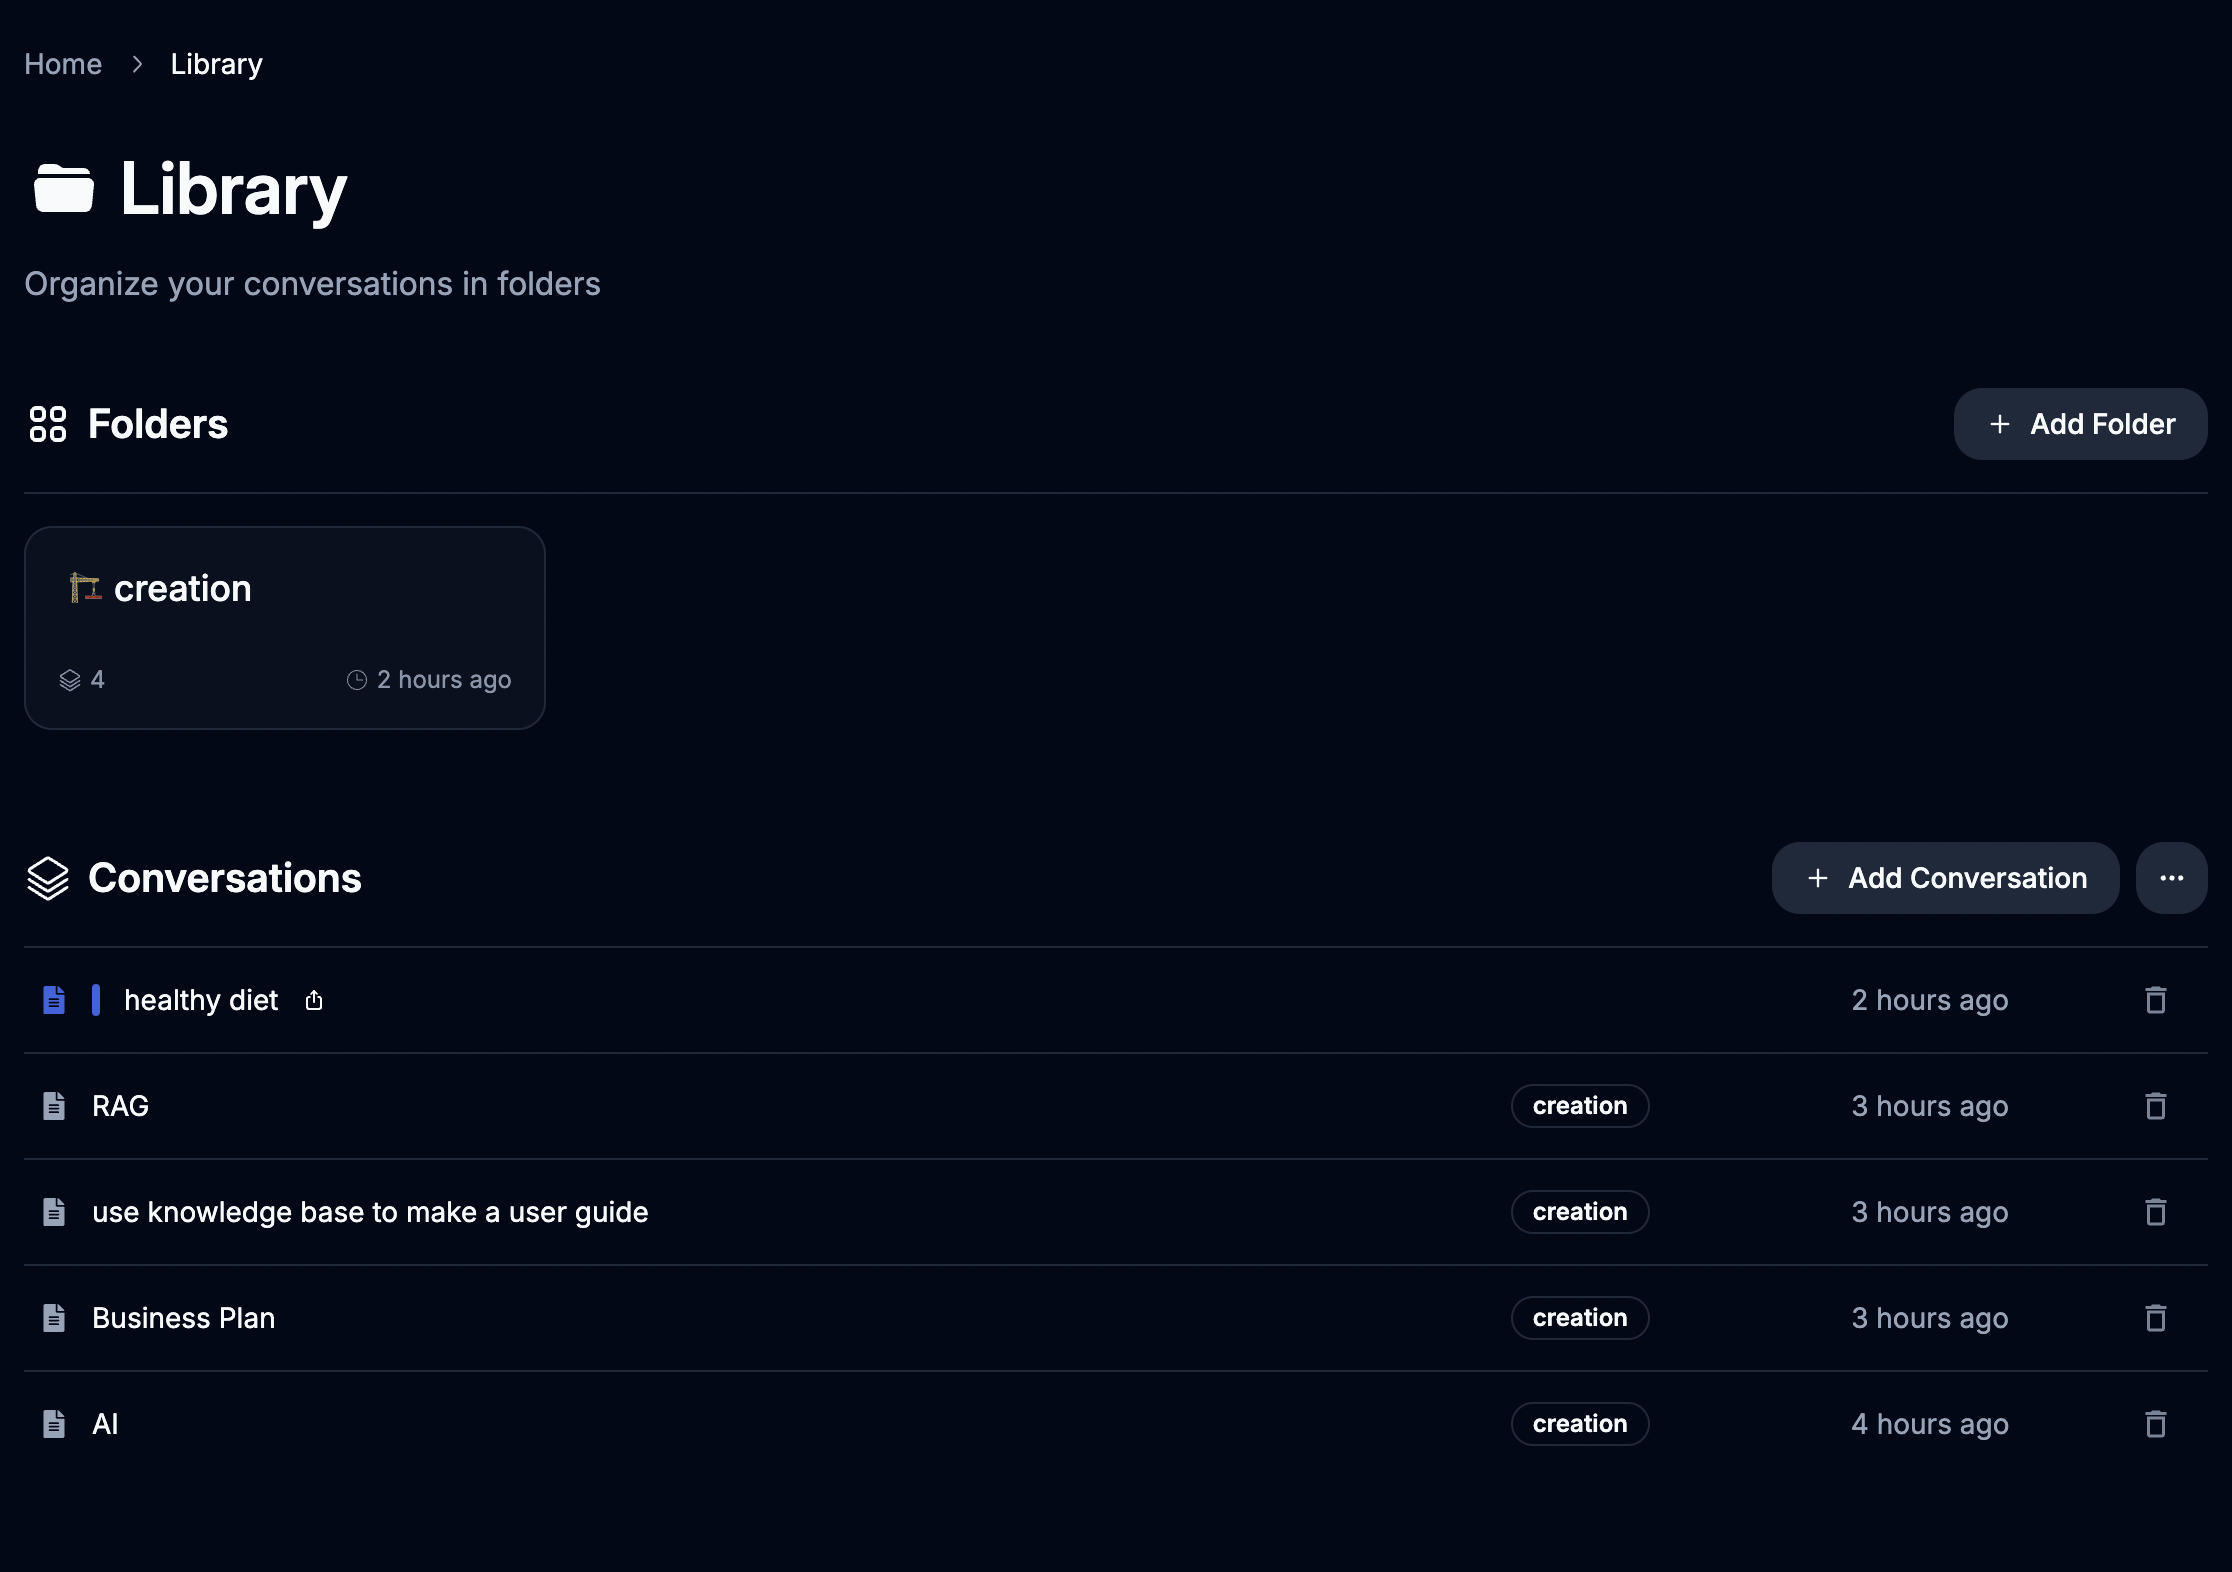 Home > Library
Library
Organize your conversations in folders
Folders
+ Add Folder
creation
4 2 hours ago
Conversations
+ Add Conversation ...
healthy diet 2 hours ago
RAG creation 3 hours ago
use knowledge base to make a user guide creation 3 hours ago
Business Plan creation 3 hours ago
AI creation 4 hours ago